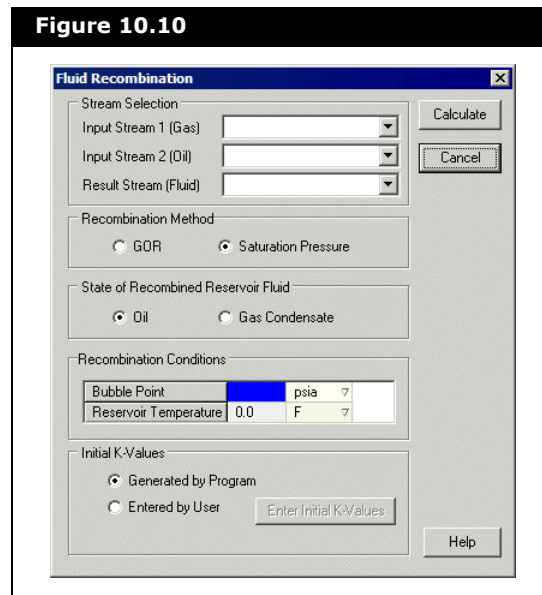 Figure 10.10
Fluid Recombination
Stream Selection
Input Stream 1 (Gas)
Calculate
Input Stream 2 (Oil)
Cancel
Result Stream (Fluid)
Recombination Method
GOR Saturation Pressure
State of Recombined Reservoir Fluid
Oil Gas Condensate
Recombination Conditions
Bubble Point psia
Reservoir Temperature 0.0 F
Initial K-Values
Generated by Program
Entered by User Enter Initial K-Values
Help